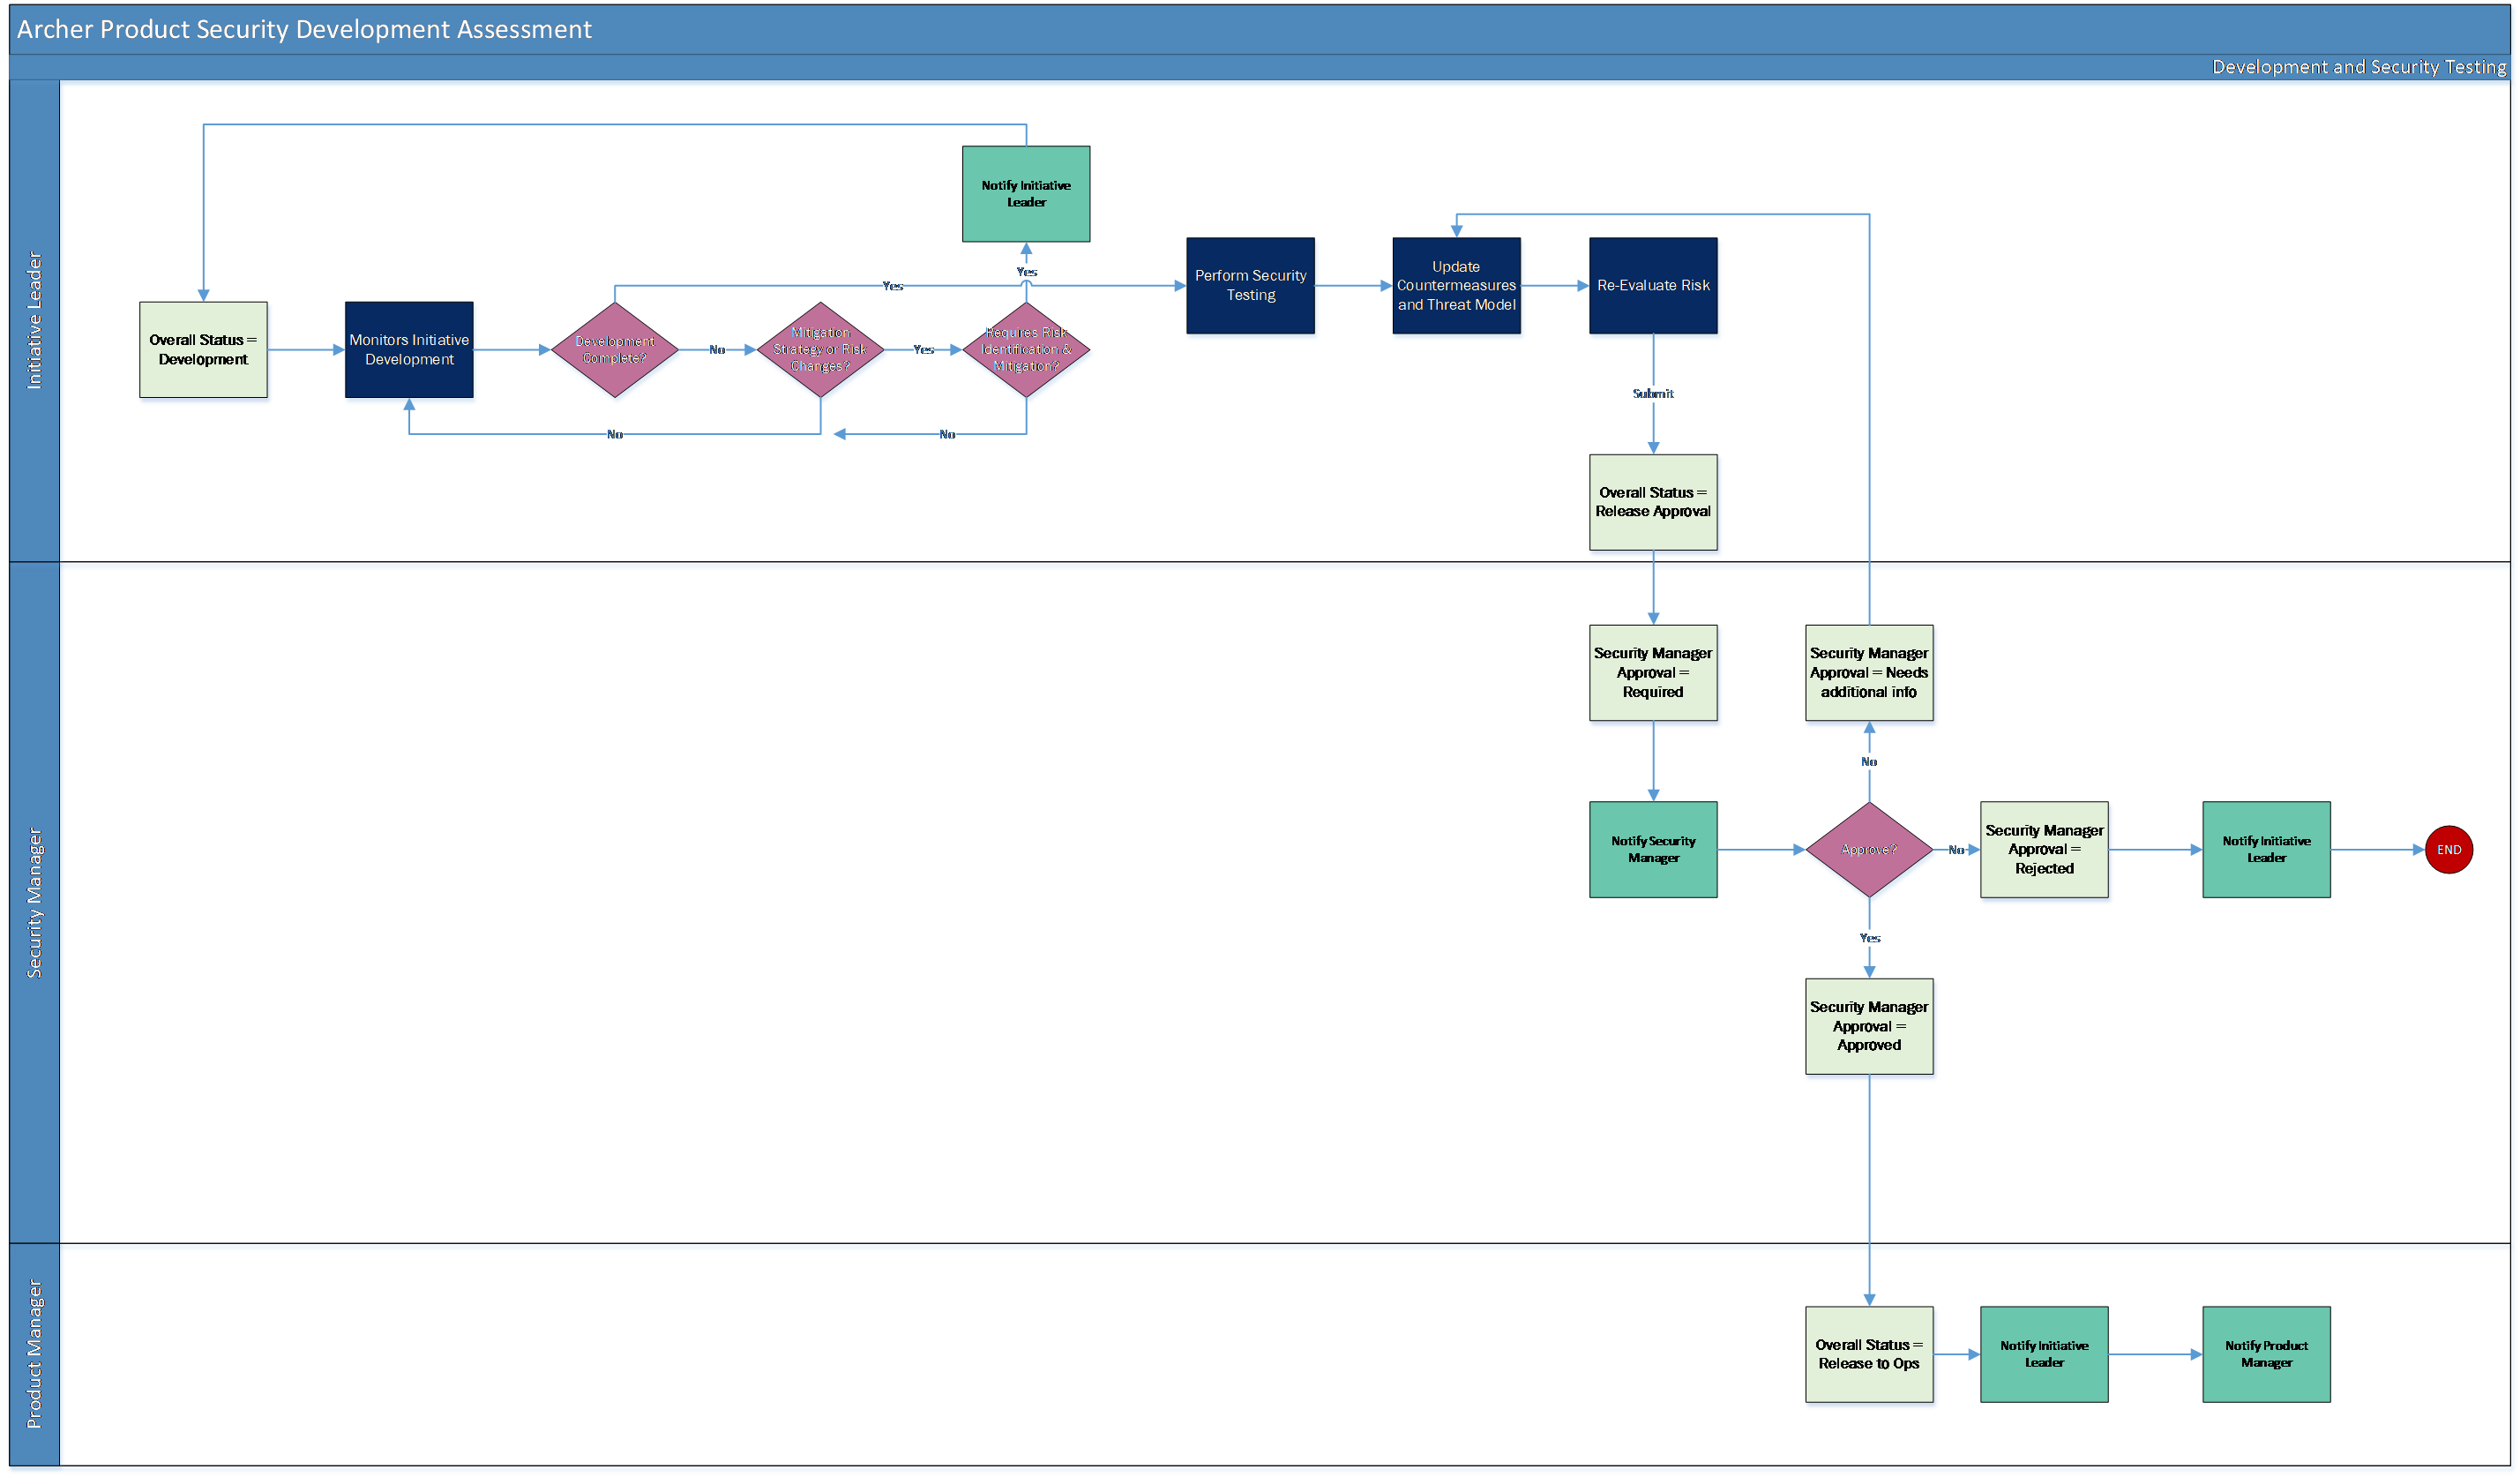 Archer Product Security Development Assessment
Development and Security Testing
Initiative Leader
Notify Initiative
Leader
Yes
Yes
Overall Status =
Development
Monitors Initiative
Development
Development
Complete?
No
Mitigation
Strategy or Risk
Changes?
Yes
Requires Risk
Identification &
Mitigation?
No
No
Perform Security
Testing
Update
Countermeasures
and Threat Model
Re-Evaluate Risk
Submit
Overall Status =
Release Approval
Security Manager
Security Manager
Approval =
Required
Security Manager
Approval = Needs
additional info
No
Notify Security
Manager
Approve?
No
Security Manager
Approval =
Rejected
Notify Initiative
Leader
END
Yes
Security Manager
Approval =
Approved
Product Manager
Overall Status =
Release to Ops
Notify Initiative
Leader
Notify Product
Manager